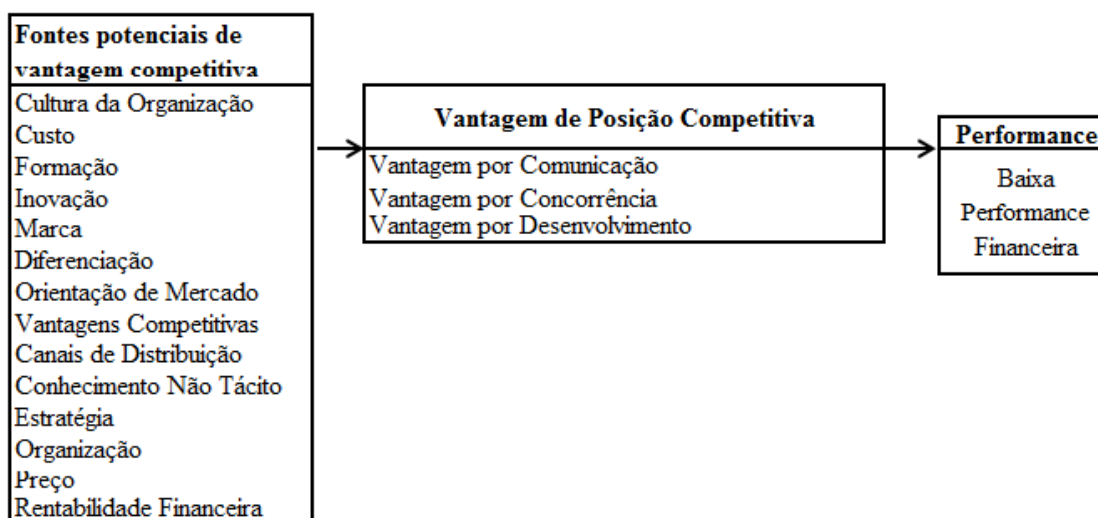 Fontes potenciais de
vantagem competitiva
Cultura da Organização
Custo
Formação
Inovação
Marca
Diferenciação
Orientação de Mercado
Vantagens Competitivas
Canais de Distribuição
Conhecimento Não Tácito
Estratégia
Organização
Preço
Rentabilidade Financeira
Vantagem de Posição Competitiva
Vantagem por Comunicação
Vantagem por Concorrência
Vantagem por Desenvolvimento
Performance
Baixa
Performance
Financeira